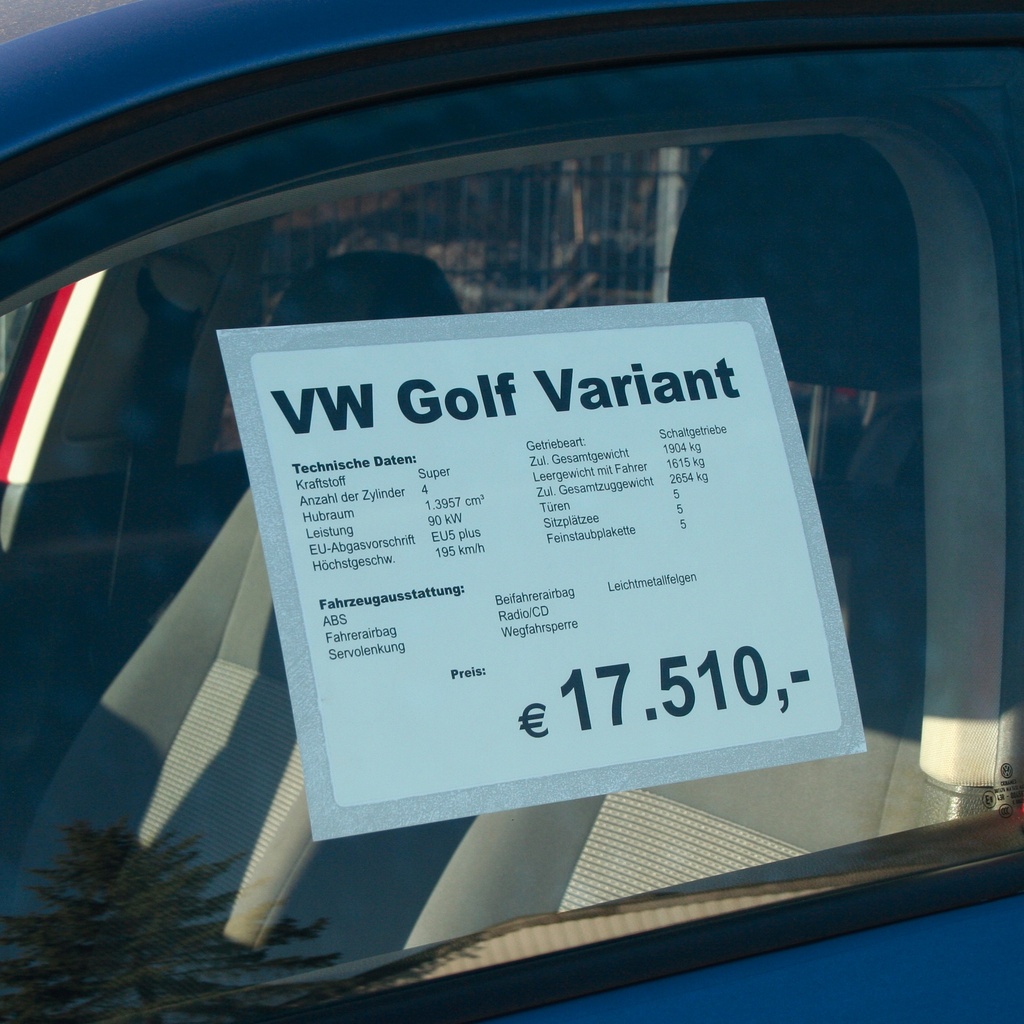 VW Golf Variant
Technische Daten:
Kraftstoff Super
Anzahl der Zylinder 4
Hubraum 1.3957 cm³
Leistung 90 kW
EU-Abgasvorschrift EU5 plus
Höchstgeschw. 195 km/h
Getriebeart: Schaltgetriebe
Zul. Gesamtgewicht 1904 kg
Leergewicht mit Fahrer 1615 kg
Zul. Gesamtzuggewicht 2654 kg
Türen 5
Sitzplätzee 5
Feinstaubplakette 5
Fahrzeugausstattung:
ABS Beifahrerairbag Leichtmetallfelgen
Fahrerairbag Radio/CD
Servolenkung Wegfahrsperre
Preis:
€ 17.510,-